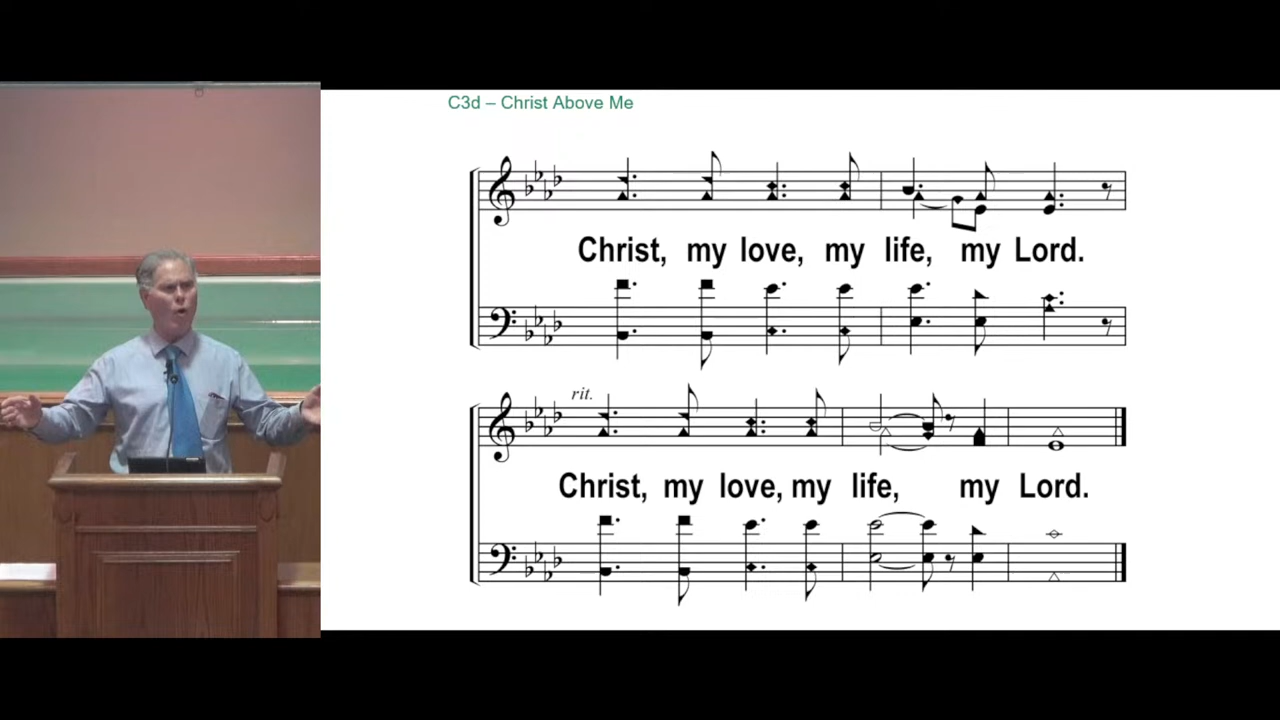 C3d – Christ Above Me
Christ, my love, my life, my Lord.
rit.
Christ, my love, my life, my Lord.